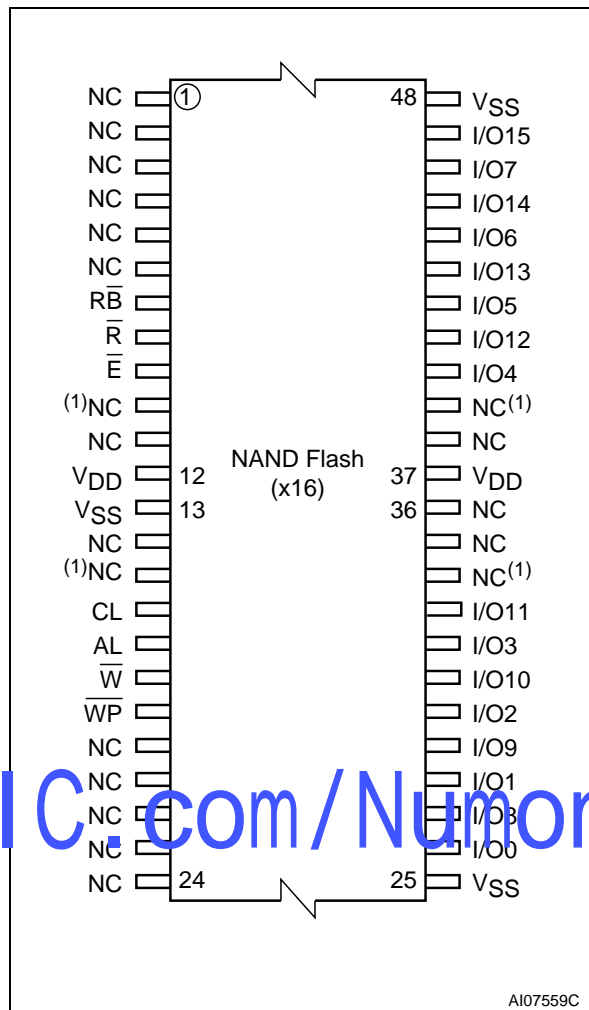 NC ① 48 VSS
NC I/O15
NC I/O7
NC I/O14
NC I/O6
NC I/O13
RB̅ I/O5
R̅ I/O12
E̅ I/O4
(1)NC NC(1)
NC NC
VDD 12 NAND Flash 37 VDD
VSS 13 (x16) 36 NC
NC NC
(1)NC NC(1)
CL I/O11
AL I/O3
W̅ I/O10
W̅P̅ I/O2
NC I/O9
NC I/O1
NC I/O8
IC.com/Numon
NC I/O0
NC 24 25 VSS
AI07559C